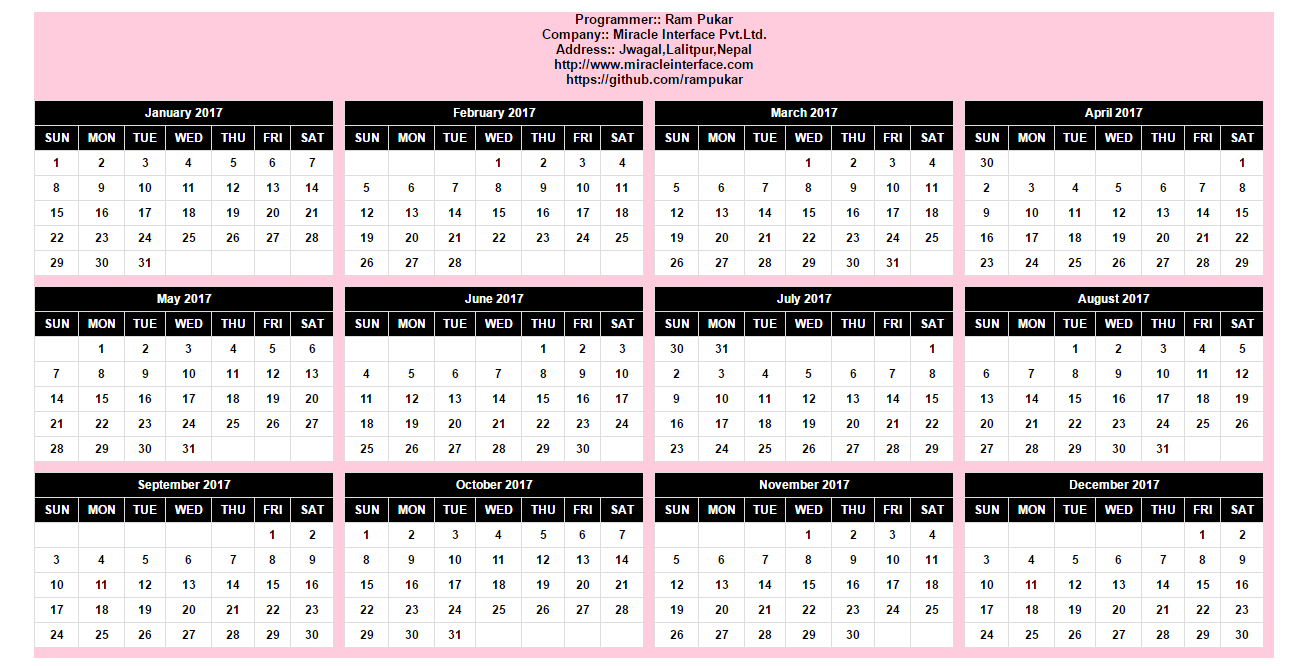 Programmer:: Ram Pukar
Company:: Miracle Interface Pvt.Ltd.
Address:: Jwagal,Lalitpur,Nepal
http://www.miracleinterface.com
https://github.com/rampukar
January 2017
SUN MON TUE WED THU FRI SAT
1 2 3 4 5 6 7
8 9 10 11 12 13 14
15 16 17 18 19 20 21
22 23 24 25 26 27 28
29 30 31
February 2017
SUN MON TUE WED THU FRI SAT
1 2 3 4
5 6 7 8 9 10 11
12 13 14 15 16 17 18
19 20 21 22 23 24 25
26 27 28
March 2017
SUN MON TUE WED THU FRI SAT
1 2 3 4
5 6 7 8 9 10 11
12 13 14 15 16 17 18
19 20 21 22 23 24 25
26 27 28 29 30 31
April 2017
SUN MON TUE WED THU FRI SAT
30 1
2 3 4 5 6 7 8
9 10 11 12 13 14 15
16 17 18 19 20 21 22
23 24 25 26 27 28 29
May 2017
SUN MON TUE WED THU FRI SAT
1 2 3 4 5 6
7 8 9 10 11 12 13
14 15 16 17 18 19 20
21 22 23 24 25 26 27
28 29 30 31
June 2017
SUN MON TUE WED THU FRI SAT
1 2 3
4 5 6 7 8 9 10
11 12 13 14 15 16 17
18 19 20 21 22 23 24
25 26 27 28 29 30
July 2017
SUN MON TUE WED THU FRI SAT
30 31 1
2 3 4 5 6 7 8
9 10 11 12 13 14 15
16 17 18 19 20 21 22
23 24 25 26 27 28 29
August 2017
SUN MON TUE WED THU FRI SAT
1 2 3 4 5
6 7 8 9 10 11 12
13 14 15 16 17 18 19
20 21 22 23 24 25 26
27 28 29 30 31
September 2017
SUN MON TUE WED THU FRI SAT
1 2
3 4 5 6 7 8 9
10 11 12 13 14 15 16
17 18 19 20 21 22 23
24 25 26 27 28 29 30
October 2017
SUN MON TUE WED THU FRI SAT
1 2 3 4 5 6 7
8 9 10 11 12 13 14
15 16 17 18 19 20 21
22 23 24 25 26 27 28
29 30 31
November 2017
SUN MON TUE WED THU FRI SAT
1 2 3 4
5 6 7 8 9 10 11
12 13 14 15 16 17 18
19 20 21 22 23 24 25
26 27 28 29 30
December 2017
SUN MON TUE WED THU FRI SAT
1 2
3 4 5 6 7 8 9
10 11 12 13 14 15 16
17 18 19 20 21 22 23
24 25 26 27 28 29 30